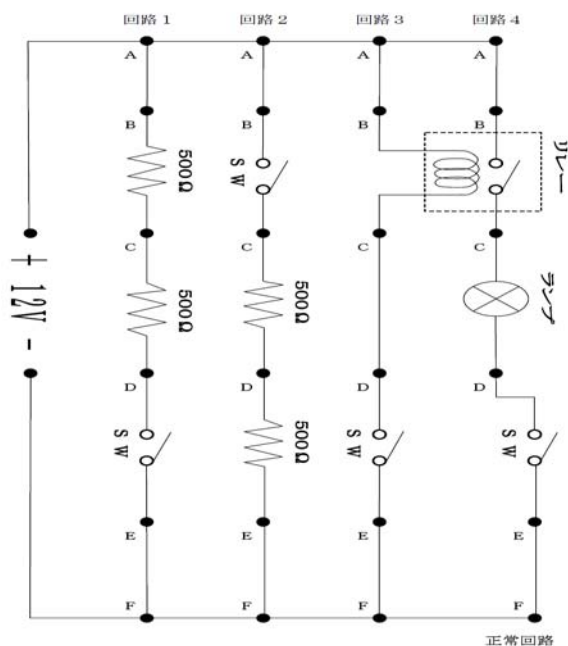 回路1 回路2 回路3 回路4
A A A A
B B B B
500Ω SW リレー
C C C C
+ 12V -
500Ω 500Ω ランプ
D D D D
SW 500Ω SW SW
E E E E
F F F F
正常回路